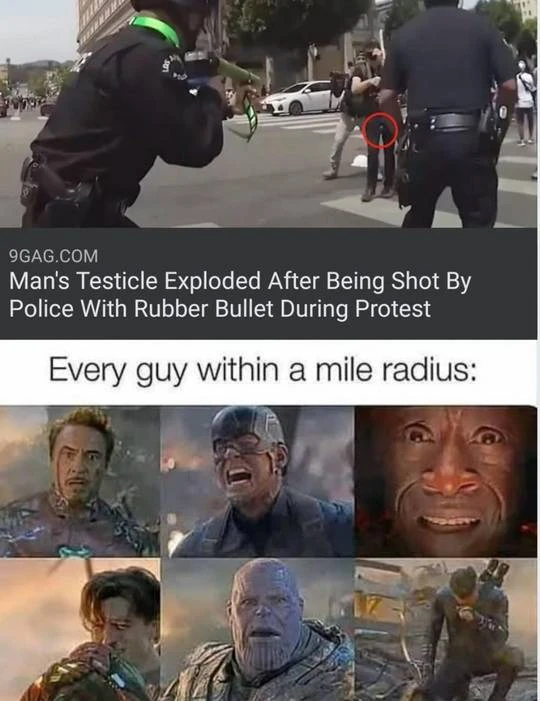 9GAG.COM
Man's Testicle Exploded After Being Shot By
Police With Rubber Bullet During Protest
Every guy within a mile radius: